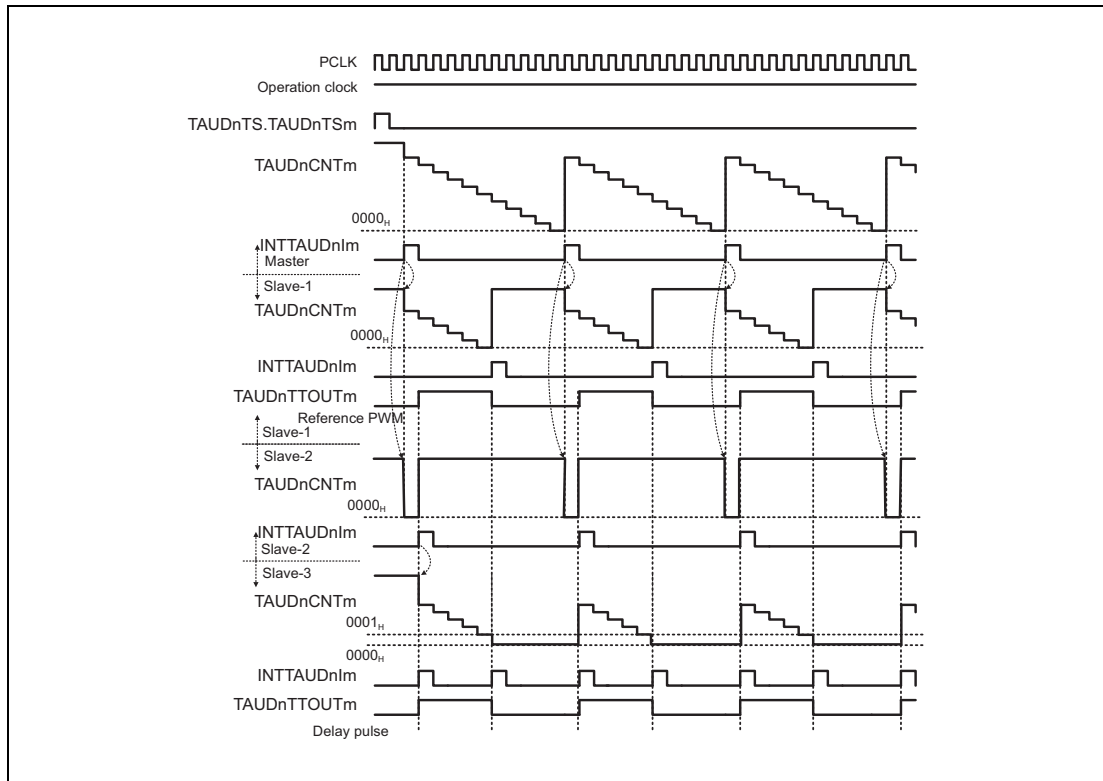 PCLK
Operation clock
TAUDnTS.TAUDnTSm
TAUDnCNTm
0000H
INTTAUDnIm
Master
Slave-1
TAUDnCNTm
0000H
INTTAUDnIm
TAUDnTTOUTm
Reference PWM
Slave-1
Slave-2
TAUDnCNTm
0000H
INTTAUDnIm
Slave-2
Slave-3
TAUDnCNTm
0001H
0000H
INTTAUDnIm
TAUDnTTOUTm
Delay pulse